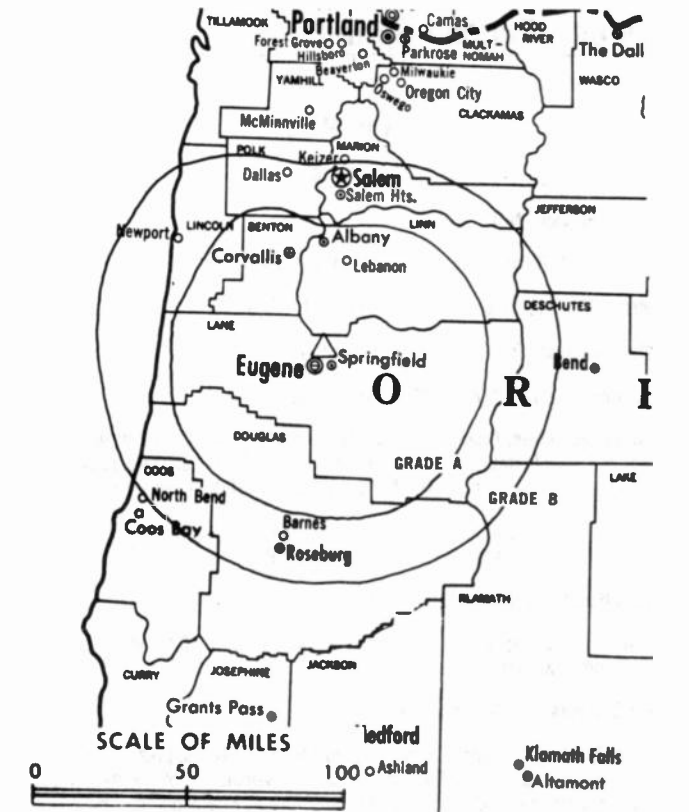 TILLAMOOK
Portland
Camas
HOOD RIVER
Forest Grove
Hillsboro
Parkrose
MULT-NOMAH
The Dall
Beaverton
Milwaukie
YAMHILL
WASCO
Oswego
Oregon City
McMinnville
CLACKAMAS
MARION
POLK
Keizer
Dallas
Salem
Salem Hts.
JEFFERSON
Newport
LINCOLN
BENTON
LINN
Albany
Corvallis
Lebanon
DESCHUTES
LANE
Eugene
Springfield
Bend
O R
DOUGLAS
GRADE A
COOS
LAKE
North Bend
GRADE B
Coos Bay
Barnes
Roseburg
KLAMATH
CURRY
JOSEPHINE
JACKSON
Grants Pass
SCALE OF MILES
edford
0 50 100
Ashland
Klamath Falls
Altamont